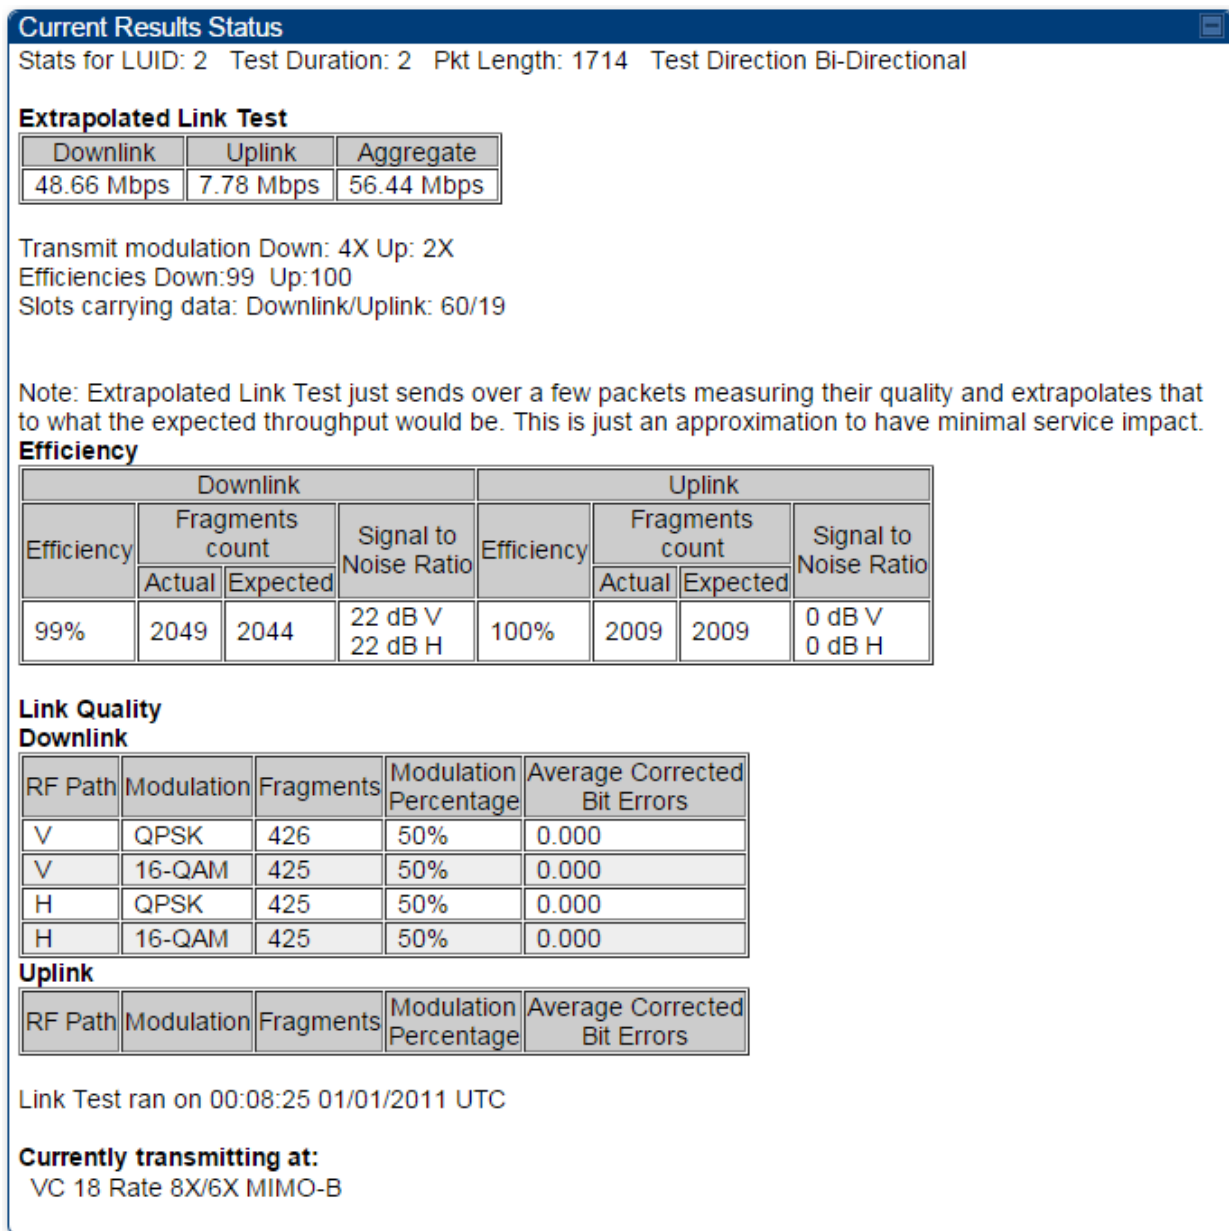 Current Results Status
Stats for LUID: 2 Test Duration: 2 Pkt Length: 1714 Test Direction Bi-Directional
Extrapolated Link Test
Downlink Uplink Aggregate
48.66 Mbps 7.78 Mbps 56.44 Mbps
Transmit modulation Down: 4X Up: 2X
Efficiencies Down:99 Up:100
Slots carrying data: Downlink/Uplink: 60/19
Note: Extrapolated Link Test just sends over a few packets measuring their quality and extrapolates that
to what the expected throughput would be. This is just an approximation to have minimal service impact.
Efficiency
Downlink Uplink
Efficiency Fragments count Signal to Noise Ratio Efficiency Fragments count Signal to Noise Ratio
Actual Expected Actual Expected
99% 2049 2044 22 dB V 22 dB H 100% 2009 2009 0 dB V 0 dB H
Link Quality
Downlink
RF Path Modulation Fragments Modulation Percentage Average Corrected Bit Errors
V QPSK 426 50% 0.000
V 16-QAM 425 50% 0.000
H QPSK 425 50% 0.000
H 16-QAM 425 50% 0.000
Uplink
RF Path Modulation Fragments Modulation Percentage Average Corrected Bit Errors
Link Test ran on 00:08:25 01/01/2011 UTC
Currently transmitting at:
VC 18 Rate 8X/6X MIMO-B